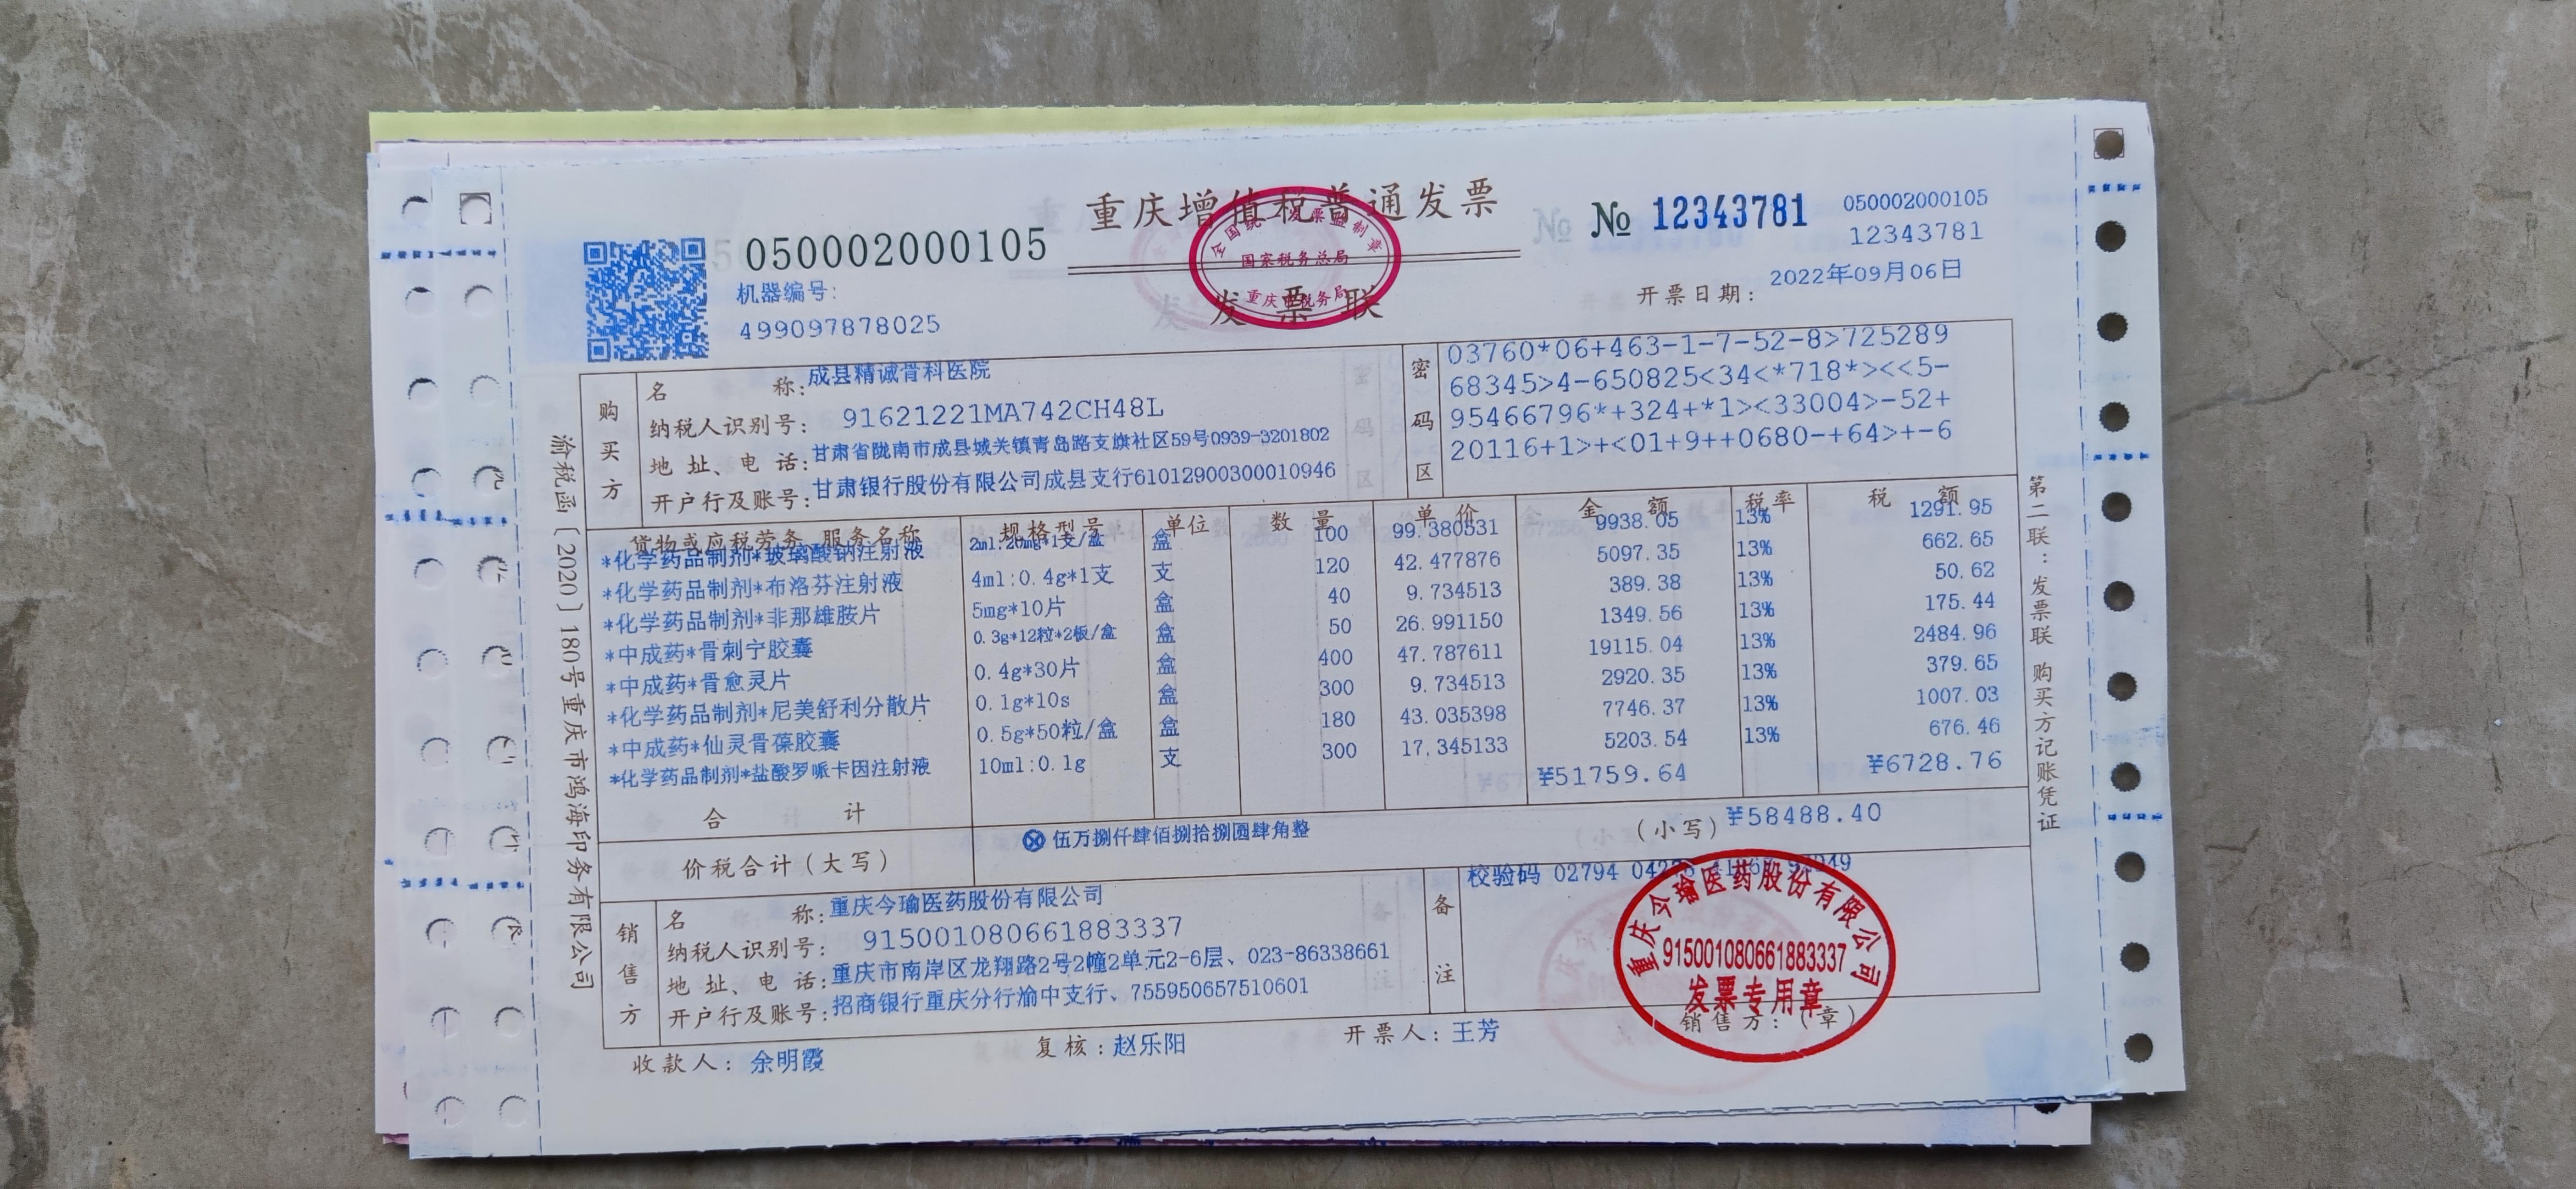 重庆增值税普通发票
发票联
全国统一发票监制章
国家税务总局
重庆市税务局
050002000105
№ 12343781
050002000105
12343781
机器编号:
499097878025
开票日期: 2022年09月06日
购买方
名称: 成县精诚骨科医院
纳税人识别号: 91621221MA742CH48L
地址、电话: 甘肃省陇南市成县城关镇青岛路支旗社区59号0939-3201802
开户行及账号: 甘肃银行股份有限公司成县支行61012900300010946
密码区
03760*06+463-1-7-52-8>725289
68345>4-650825<34<*718*><<5-
95466796*+324+*1><33004>-52+
20116+1>+<01+9++0680-+64>+-6
货物或应税劳务、服务名称 规格型号 单位 数量 单价 金额 税率 税额
*化学药品制剂*玻璃酸钠注射液 2ml:20mg*1支/盒 盒 100 99.380531 9938.05 13% 1291.95
*化学药品制剂*布洛芬注射液 4ml:0.4g*1支 支 120 42.477876 5097.35 13% 662.65
*化学药品制剂*非那雄胺片 5mg*10片 盒 40 9.734513 389.38 13% 50.62
*中成药*骨刺宁胶囊 0.3g*12粒*2板/盒 盒 50 26.991150 1349.56 13% 175.44
*中成药*骨愈灵片 0.4g*30片 盒 400 47.787611 19115.04 13% 2484.96
*化学药品制剂*尼美舒利分散片 0.1g*10s 盒 300 9.734513 2920.35 13% 379.65
*中成药*仙灵骨葆胶囊 0.5g*50粒/盒 盒 180 43.035398 7746.37 13% 1007.03
*化学药品制剂*盐酸罗哌卡因注射液 10ml:0.1g 支 300 17.345133 5203.54 13% 676.46
合计 ¥51759.64 ¥6728.76
价税合计(大写) ⓧ伍万捌仟肆佰捌拾捌圆肆角整 (小写) ¥58488.40
销售方
名称: 重庆今瑜医药股份有限公司
纳税人识别号: 915001080661883337
地址、电话: 重庆市南岸区龙翔路2号2幢2单元2-6层、023-86338661
开户行及账号: 招商银行重庆分行渝中支行、755950657510601
备注
校验码 02794
重庆今瑜医药股份有限公司
915001080661883337
发票专用章
收款人: 余明霞 复核: 赵乐阳 开票人: 王芳 销售方:(章)
渝税函〔2020〕180号重庆市鸿海印务有限公司
第二联:发票联 购买方记账凭证